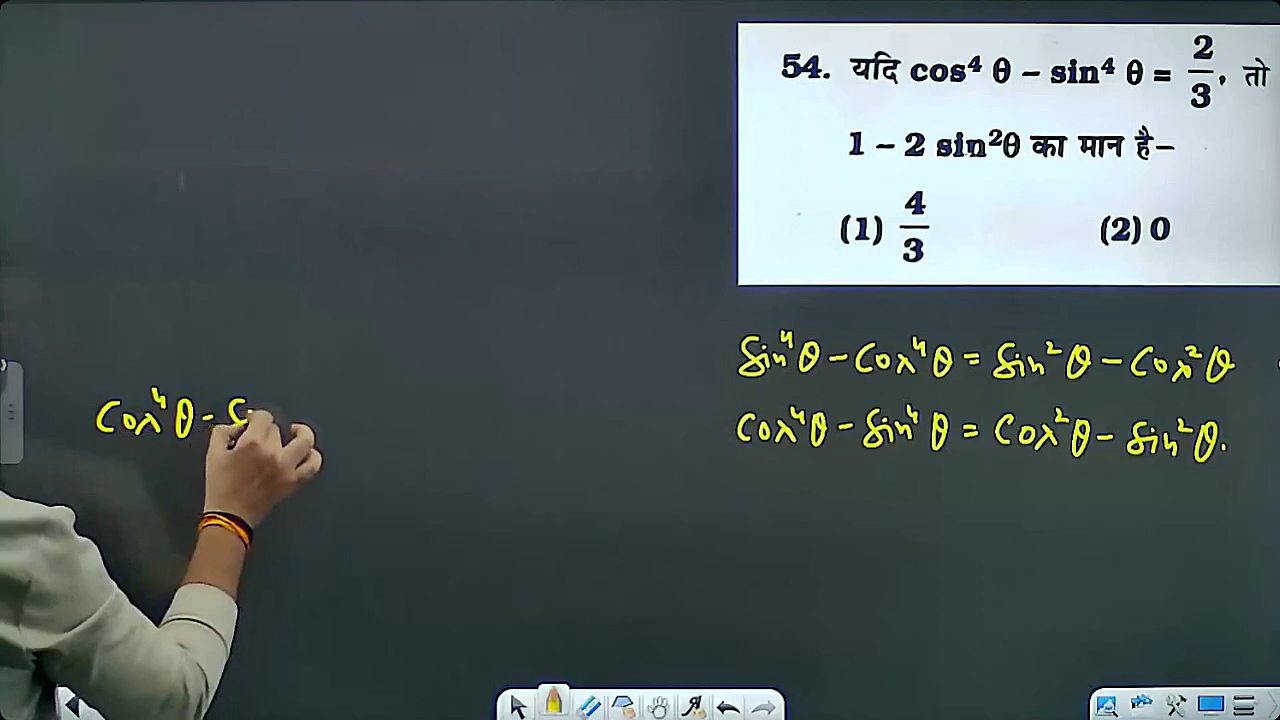 54. यदि cos⁴ θ – sin⁴ θ = 2/3, तो
1 – 2 sin²θ का मान है–
(1) 4/3 (2) 0
sin⁴θ – cos⁴θ = sin²θ – cos²θ
cos⁴θ – sin⁴θ = cos²θ – sin²θ.
cos⁴θ – s